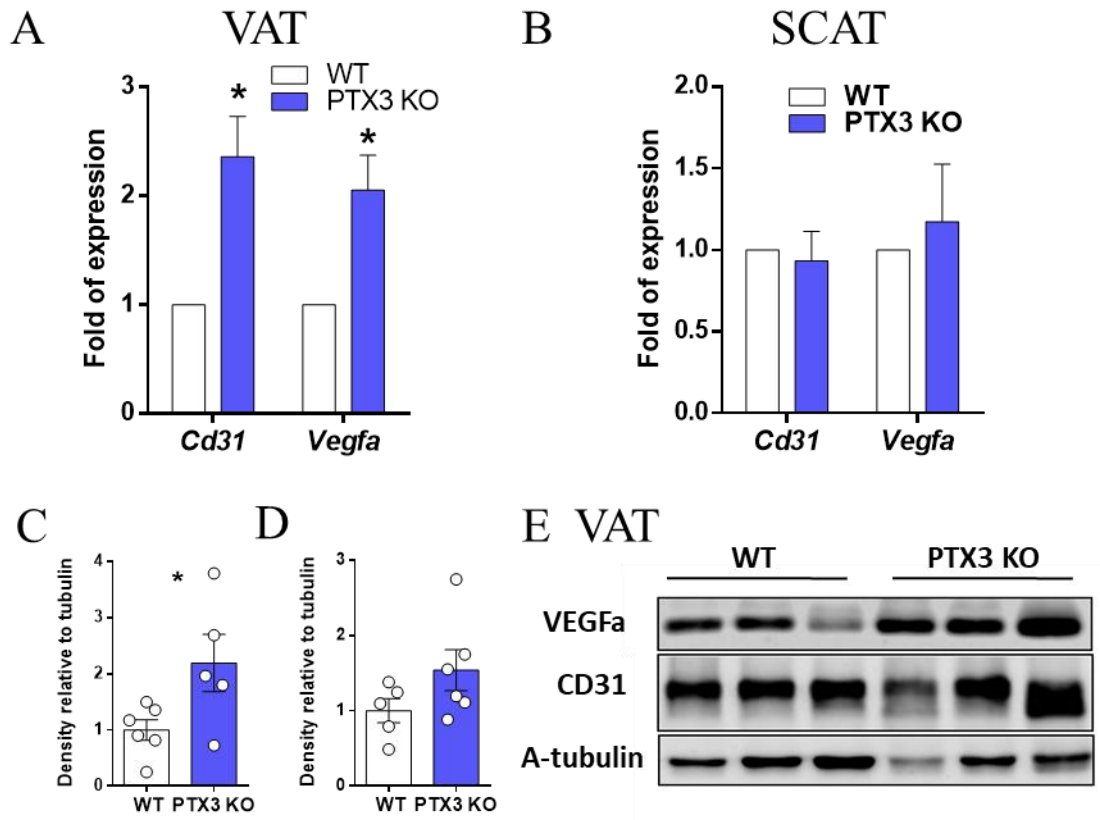 A VAT
WT
PTX3 KO
Fold of expression
3
2
1
0
*
*
Cd31 Vegfa
B SCAT
WT
PTX3 KO
Fold of expression
2.0
1.5
1.0
0.5
0.0
Cd31 Vegfa
C
Density relative to tubulin
4
3
2
1
0
*
WT PTX3 KO
D
Density relative to tubulin
3
2
1
0
WT PTX3 KO
E VAT
WT PTX3 KO
VEGFa
CD31
A-tubulin